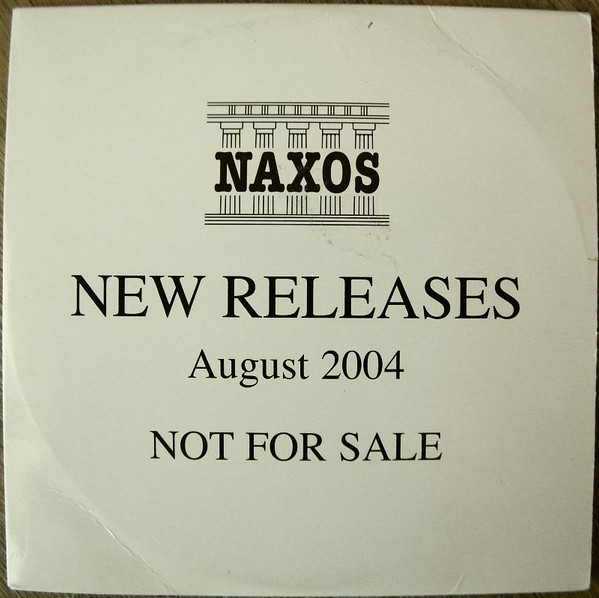 NAXOS
NEW RELEASES
August 2004
NOT FOR SALE